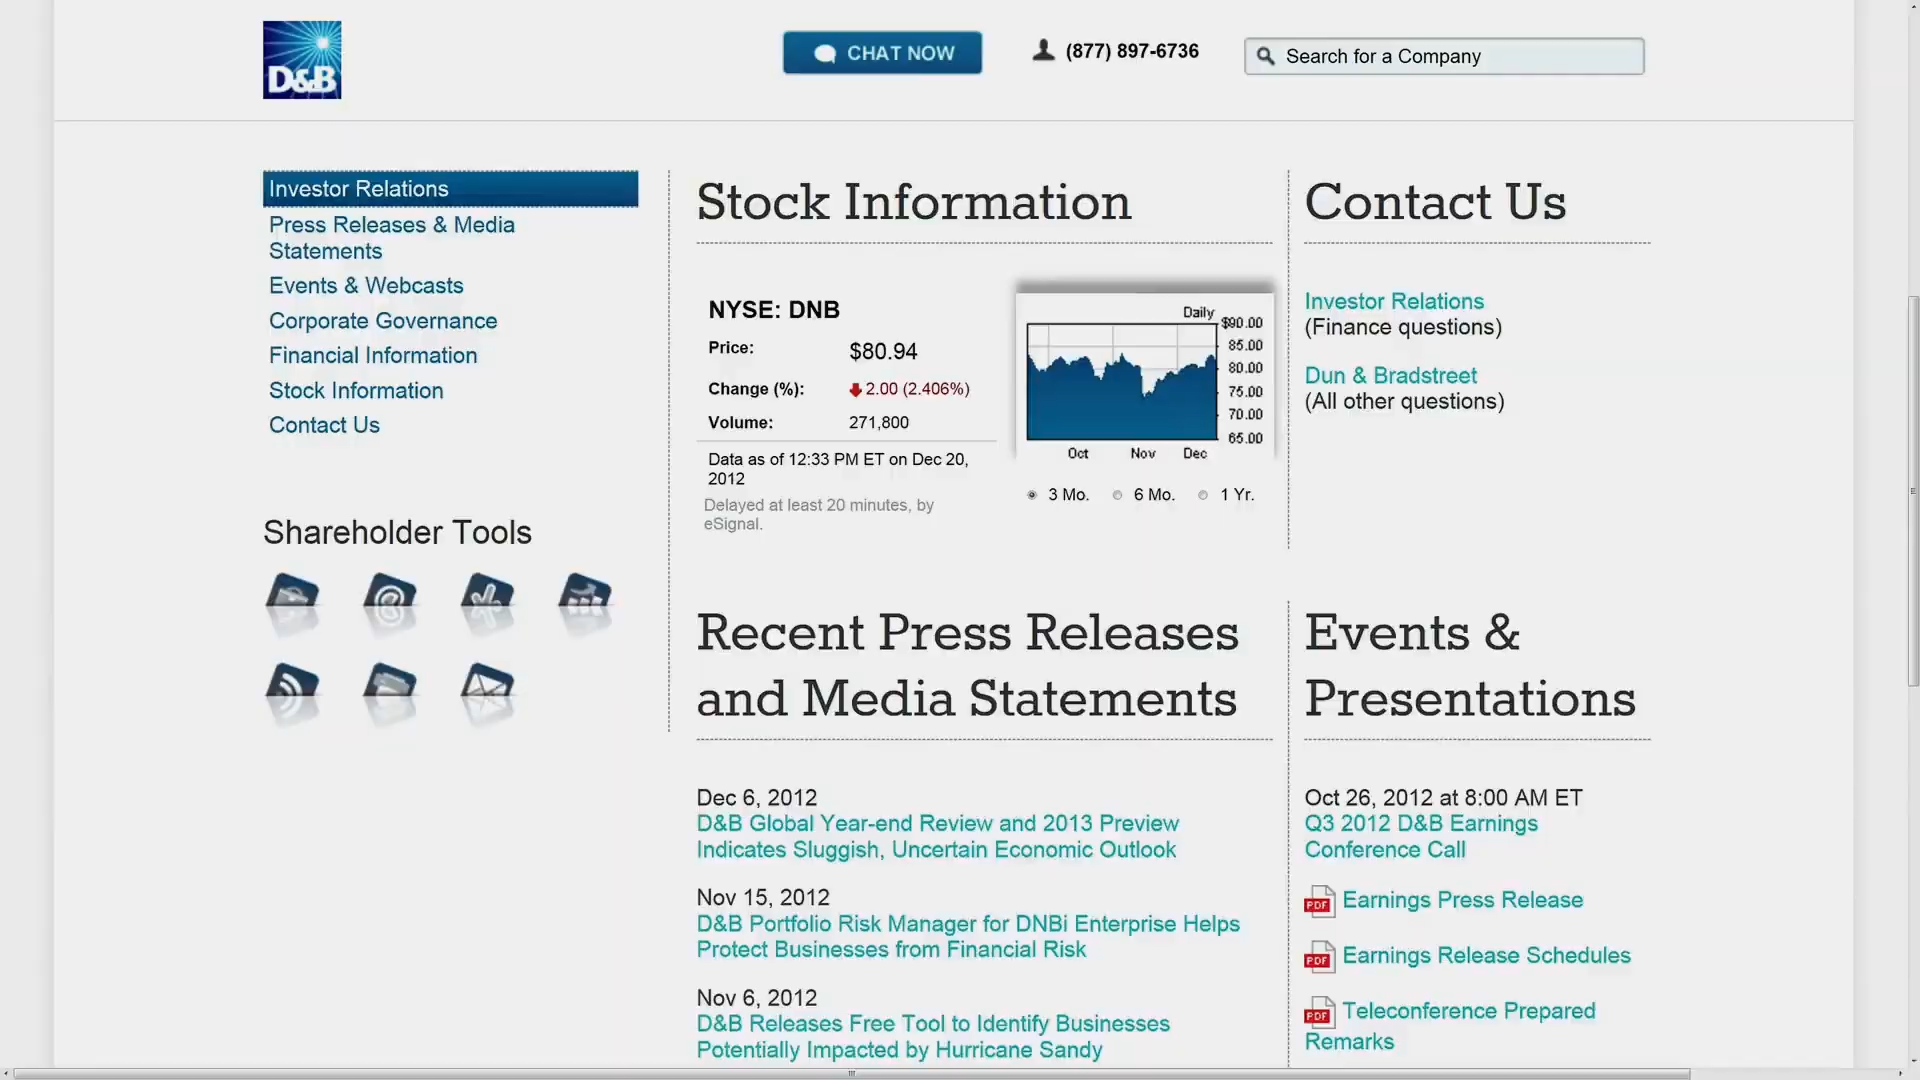 D&B
CHAT NOW
(877) 897-6736
Search for a Company
Investor Relations
Press Releases & Media
Statements
Events & Webcasts
Corporate Governance
Financial Information
Stock Information
Contact Us
Shareholder Tools
Stock Information
NYSE: DNB
Price: $80.94
Change (%): 2.00 (2.406%)
Volume: 271,800
Data as of 12:33 PM ET on Dec 20,
2012
Delayed at least 20 minutes, by
eSignal.
Daily
$90.00
85.00
80.00
75.00
70.00
65.00
Oct Nov Dec
3 Mo. 6 Mo. 1 Yr.
Contact Us
Investor Relations
(Finance questions)
Dun & Bradstreet
(All other questions)
Recent Press Releases
and Media Statements
Dec 6, 2012
D&B Global Year-end Review and 2013 Preview
Indicates Sluggish, Uncertain Economic Outlook
Nov 15, 2012
D&B Portfolio Risk Manager for DNBi Enterprise Helps
Protect Businesses from Financial Risk
Nov 6, 2012
D&B Releases Free Tool to Identify Businesses
Potentially Impacted by Hurricane Sandy
Events &
Presentations
Oct 26, 2012 at 8:00 AM ET
Q3 2012 D&B Earnings
Conference Call
PDF Earnings Press Release
PDF Earnings Release Schedules
PDF Teleconference Prepared
Remarks